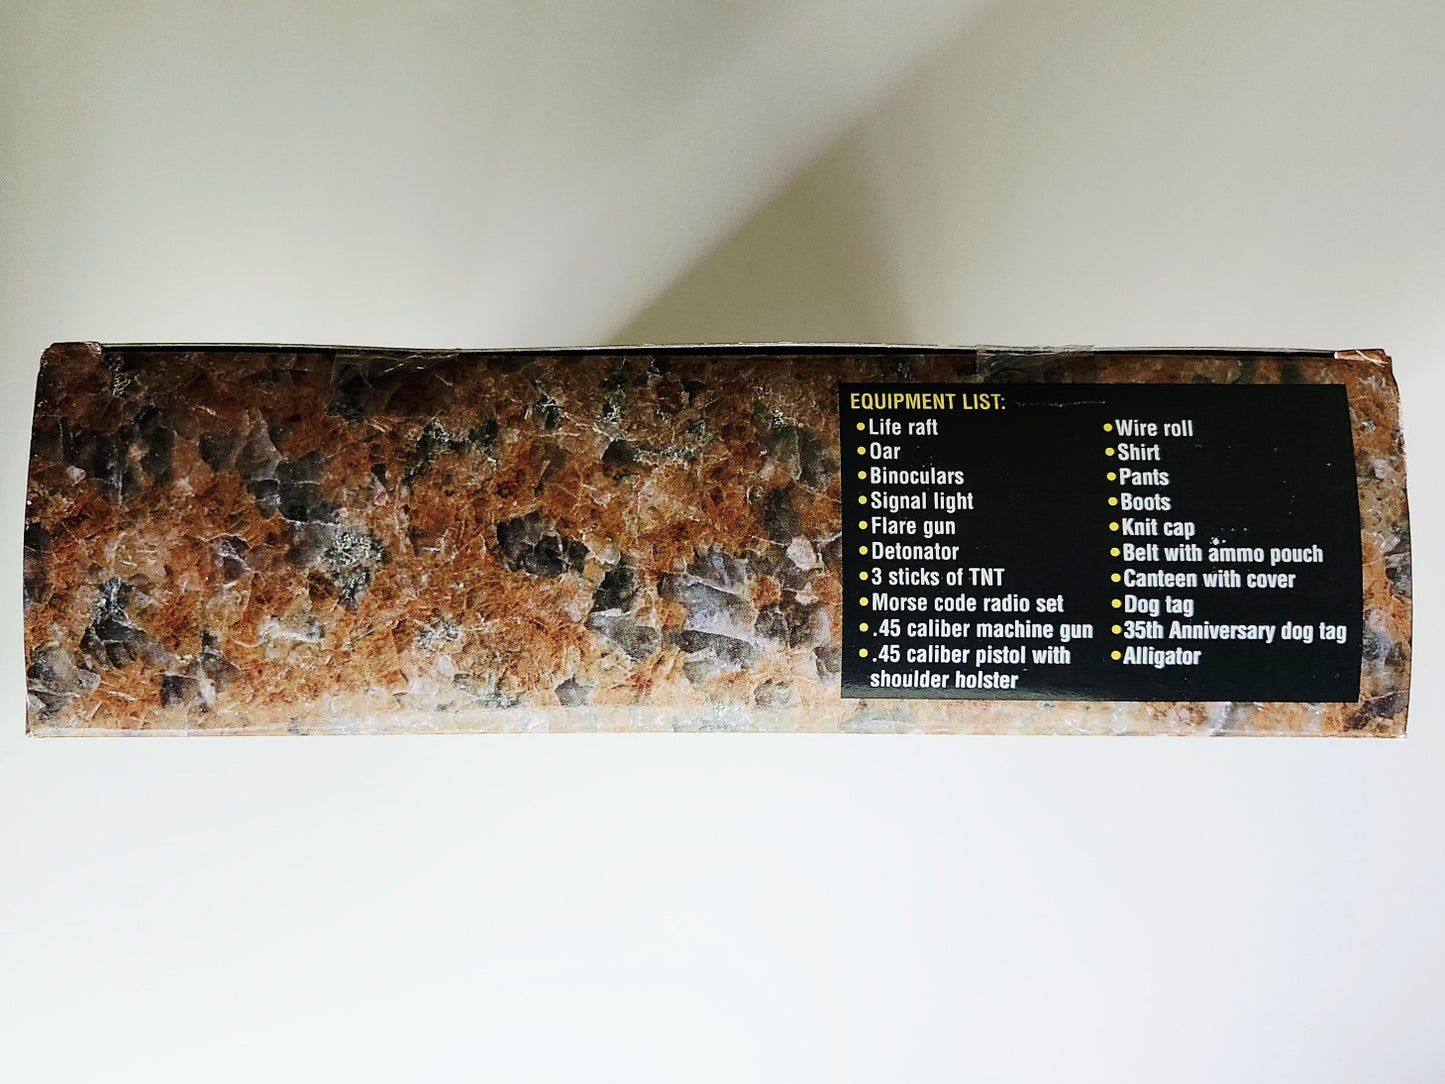 EQUIPMENT LIST:
•Life raft
•Oar
•Binoculars
•Signal light
•Flare gun
•Detonator
•3 sticks of TNT
•Morse code radio set
•.45 caliber machine gun
•.45 caliber pistol with
shoulder holster
•Wire roll
•Shirt
•Pants
•Boots
•Knit cap
•Belt with ammo pouch
•Canteen with cover
•Dog tag
•35th Anniversary dog tag
•Alligator